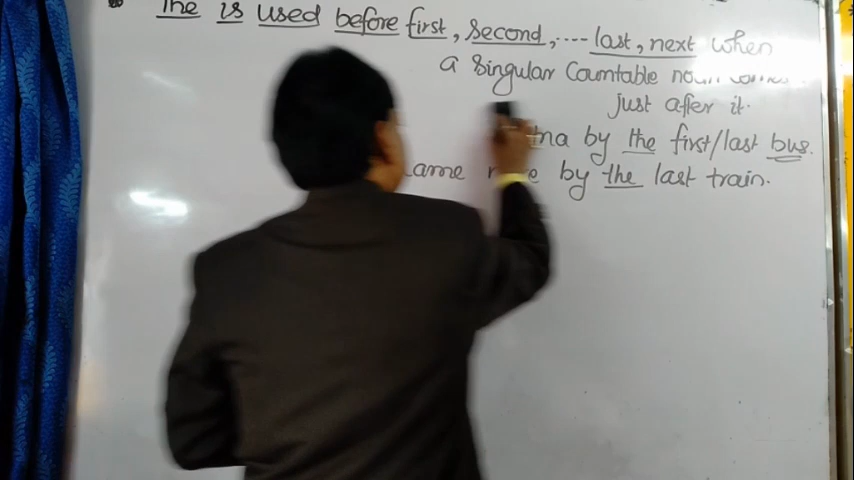 The is used before first, second,.... last, next when
a singular Countable noun
just after it.
by the first/last bus.
came by the last train.